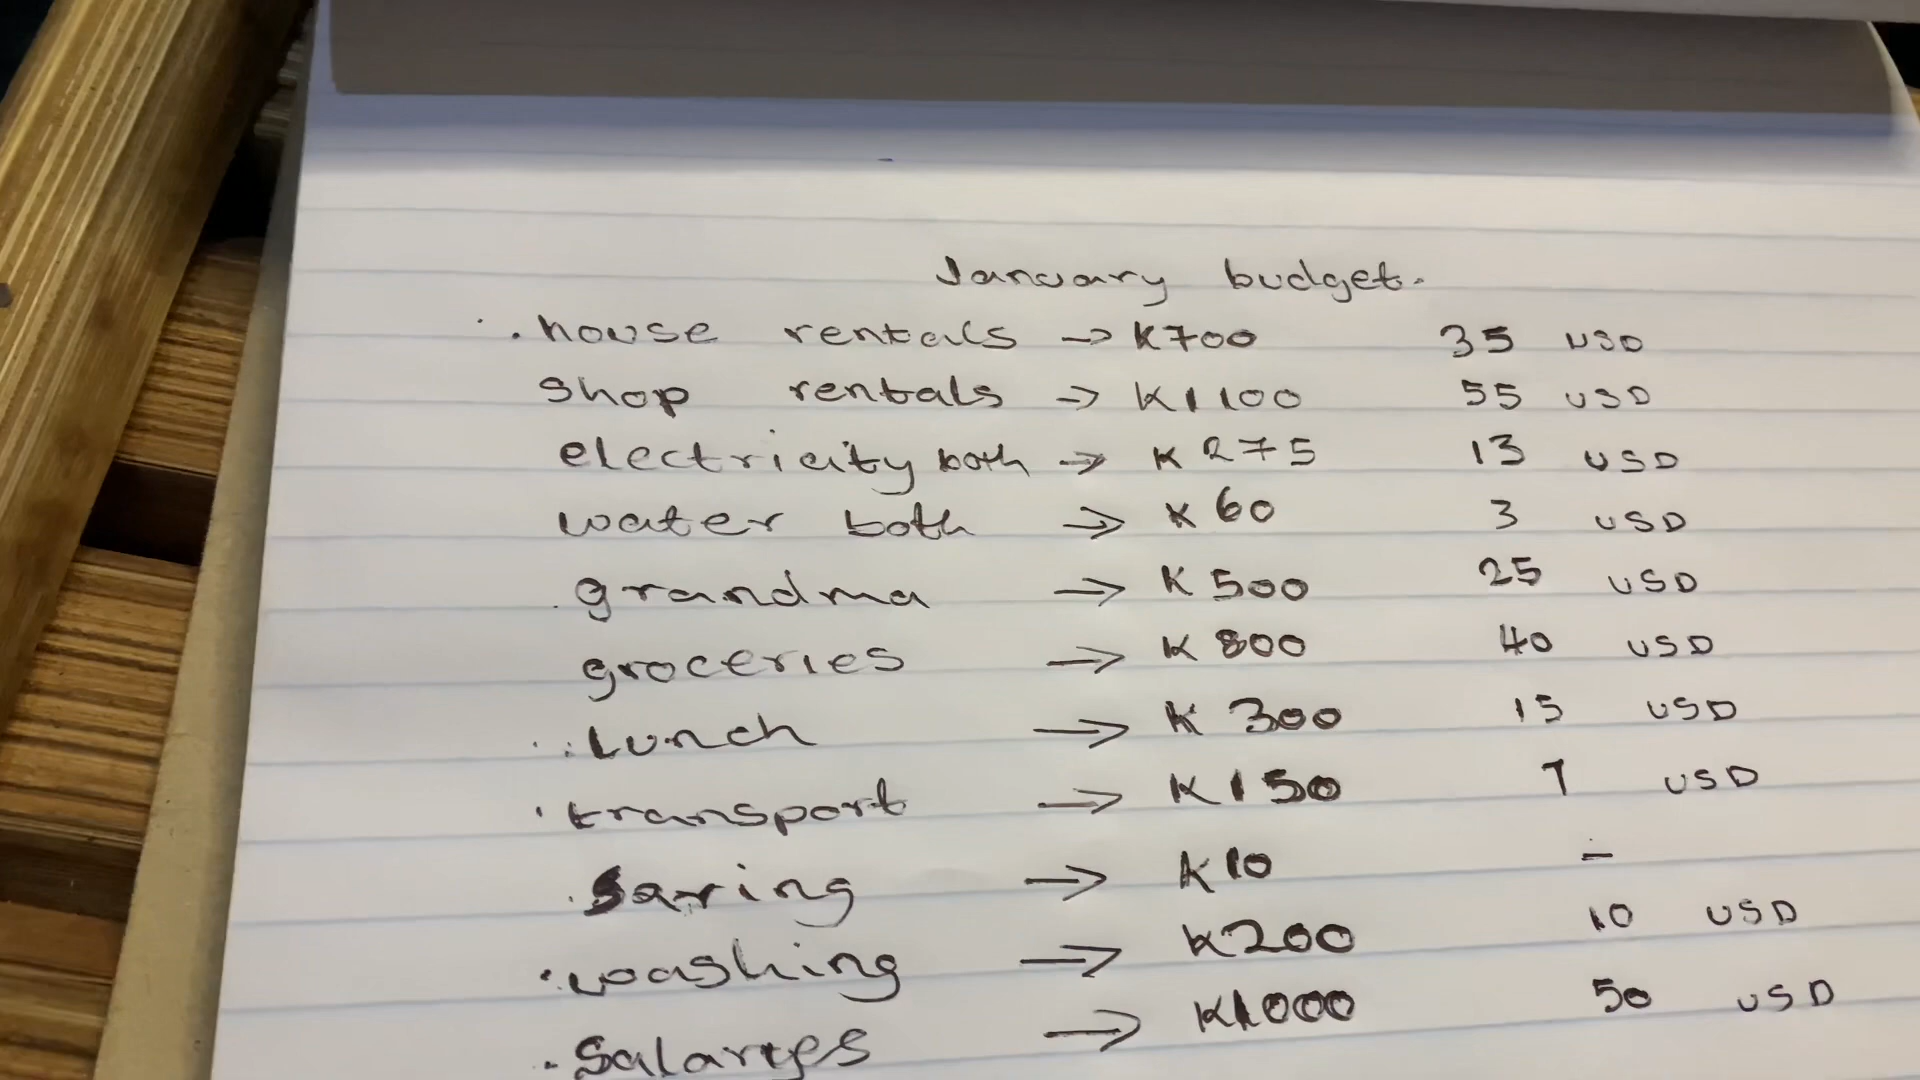 January budget.
. house rentals → K700 35 USD
shop rentals → K1100 55 USD
electricity both → K275 13 USD
water both → K60 3 USD
. grandma → K500 25 USD
groceries → K800 40 USD
. lunch → K300 15 USD
. transport → K150 7 USD
. saving → K10 -
. washing → K200 10 USD
. Salaryes → K1000 50 USD